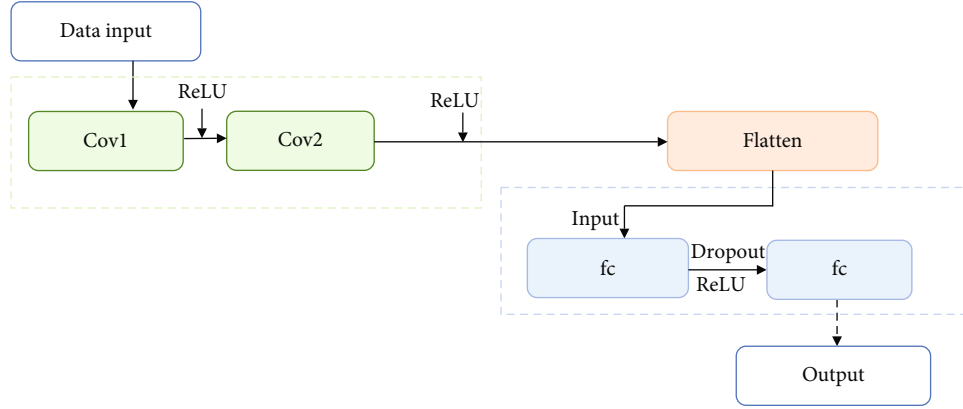 Data input
ReLU
ReLU
Cov1
Cov2
Flatten
Input
fc
Dropout
ReLU
fc
Output